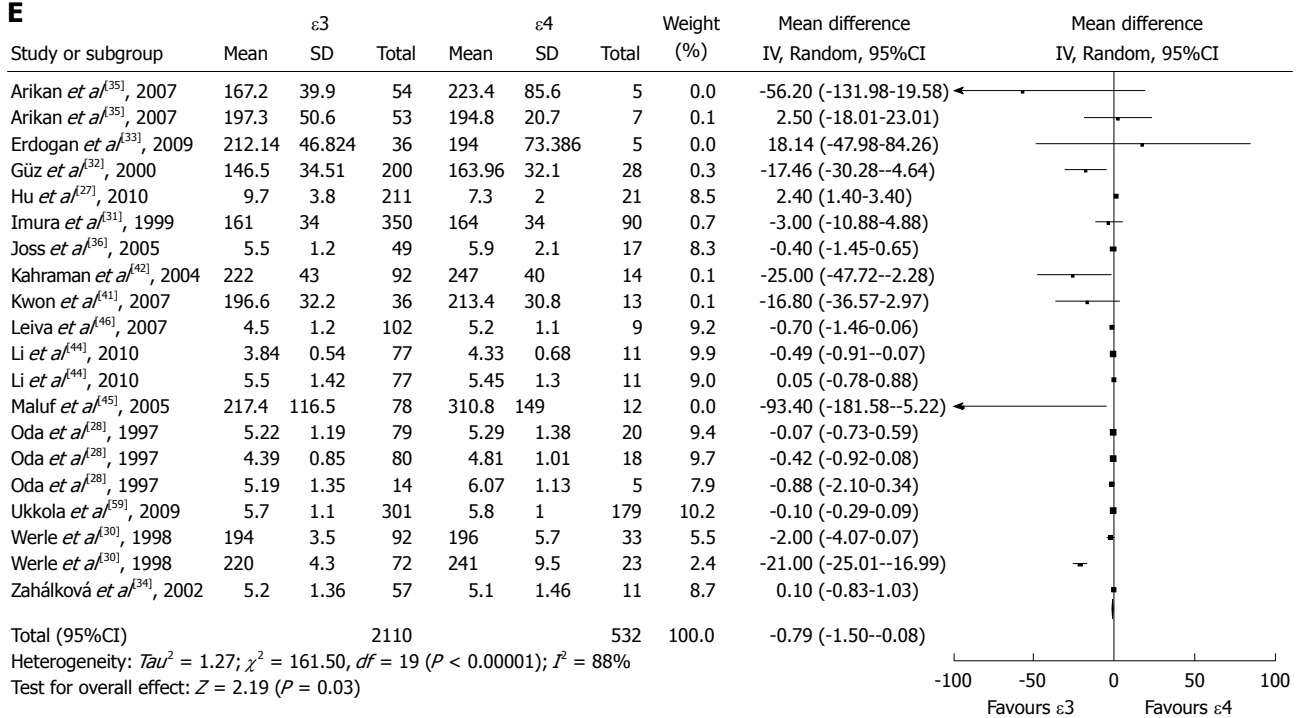 E
ε3 ε4 Weight Mean difference Mean difference
Study or subgroup Mean SD Total Mean SD Total (%) IV, Random, 95%CI IV, Random, 95%CI
Arikan et al[35], 2007 167.2 39.9 54 223.4 85.6 5 0.0 -56.20 (-131.98-19.58)
Arikan et al[35], 2007 197.3 50.6 53 194.8 20.7 7 0.1 2.50 (-18.01-23.01)
Erdogan et al[33], 2009 212.14 46.824 36 194 73.386 5 0.0 18.14 (-47.98-84.26)
Güz et al[32], 2000 146.5 34.51 200 163.96 32.1 28 0.3 -17.46 (-30.28--4.64)
Hu et al[27], 2010 9.7 3.8 211 7.3 2 21 8.5 2.40 (1.40-3.40)
Imura et al[31], 1999 161 34 350 164 34 90 0.7 -3.00 (-10.88-4.88)
Joss et al[36], 2005 5.5 1.2 49 5.9 2.1 17 8.3 -0.40 (-1.45-0.65)
Kahraman et al[42], 2004 222 43 92 247 40 14 0.1 -25.00 (-47.72--2.28)
Kwon et al[41], 2007 196.6 32.2 36 213.4 30.8 13 0.1 -16.80 (-36.57-2.97)
Leiva et al[46], 2007 4.5 1.2 102 5.2 1.1 9 9.2 -0.70 (-1.46-0.06)
Li et al[44], 2010 3.84 0.54 77 4.33 0.68 11 9.9 -0.49 (-0.91--0.07)
Li et al[44], 2010 5.5 1.42 77 5.45 1.3 11 9.0 0.05 (-0.78-0.88)
Maluf et al[45], 2005 217.4 116.5 78 310.8 149 12 0.0 -93.40 (-181.58--5.22)
Oda et al[28], 1997 5.22 1.19 79 5.29 1.38 20 9.4 -0.07 (-0.73-0.59)
Oda et al[28], 1997 4.39 0.85 80 4.81 1.01 18 9.7 -0.42 (-0.92-0.08)
Oda et al[28], 1997 5.19 1.35 14 6.07 1.13 5 7.9 -0.88 (-2.10-0.34)
Ukkola et al[59], 2009 5.7 1.1 301 5.8 1 179 10.2 -0.10 (-0.29-0.09)
Werle et al[30], 1998 194 3.5 92 196 5.7 33 5.5 -2.00 (-4.07-0.07)
Werle et al[30], 1998 220 4.3 72 241 9.5 23 2.4 -21.00 (-25.01--16.99)
Zahálková et al[34], 2002 5.2 1.36 57 5.1 1.46 11 8.7 0.10 (-0.83-1.03)
Total (95%CI) 2110 532 100.0 -0.79 (-1.50--0.08)
Heterogeneity: Tau² = 1.27; χ² = 161.50, df = 19 (P < 0.00001); I² = 88%
Test for overall effect: Z = 2.19 (P = 0.03)
-100 -50 0 50 100
Favours ε3 Favours ε4